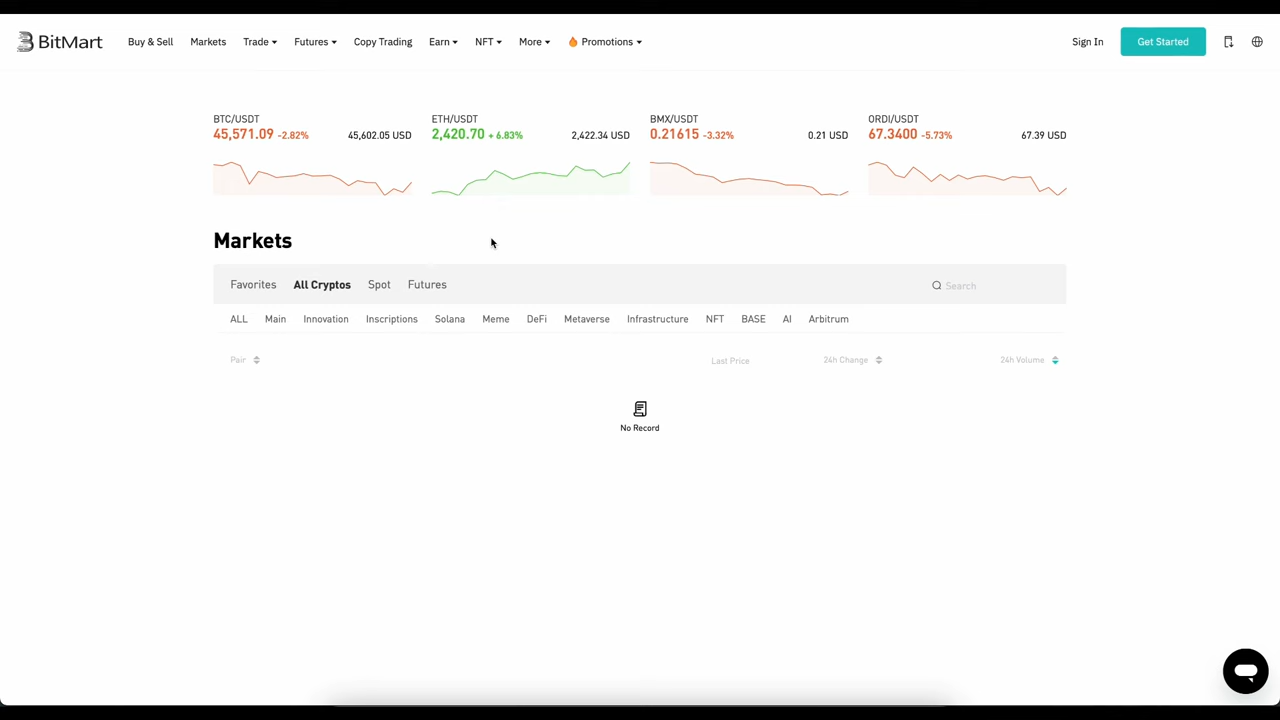 BitMart Buy & Sell Markets Trade Futures Copy Trading Earn NFT More Promotions Sign In Get Started
BTC/USDT
45,571.09 -2.82% 45,602.05 USD
ETH/USDT
2,420.70 + 6.83% 2,422.34 USD
BMX/USDT
0.21615 -3.32% 0.21 USD
ORDI/USDT
67.3400 -5.73% 67.39 USD
Markets
Favorites All Cryptos Spot Futures Search
ALL Main Innovation Inscriptions Solana Meme DeFi Metaverse Infrastructure NFT BASE AI Arbitrum
Pair Last Price 24h Change 24h Volume
No Record